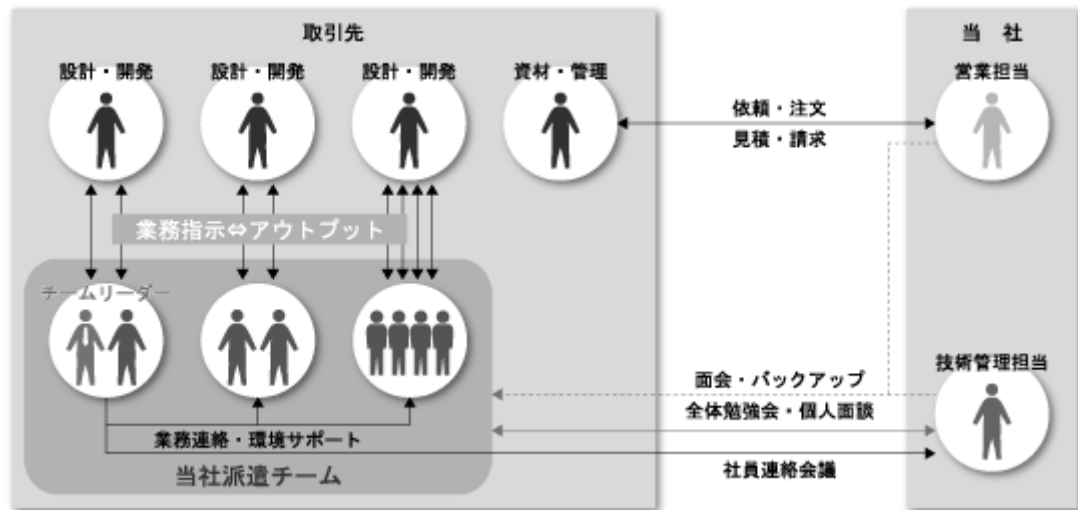 取引先
当 社
設計・開発
設計・開発
設計・開発
資材・管理
営業担当
依頼・注文
見積・請求
業務指示⇔アウトプット
チームリーダー
面会・バックアップ
技術管理担当
全体勉強会・個人面談
業務連絡・環境サポート
社員連絡会議
当社派遣チーム